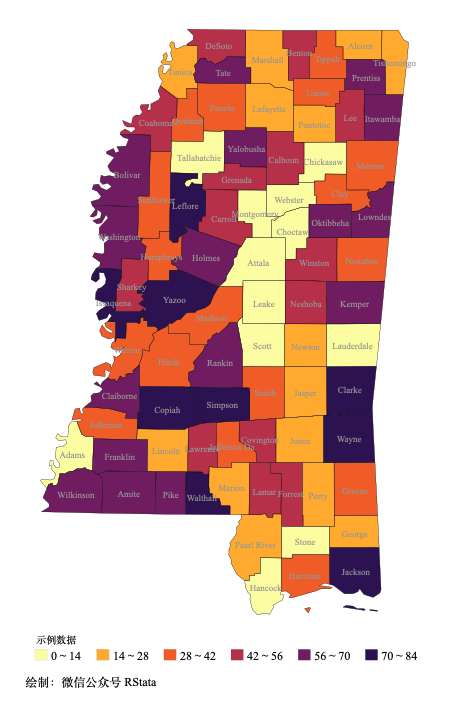 DeSoto
Benton
Tippah
Alcorn
Tishomingo
Marshall
Tunica
Tate
Prentiss
Union
Panola
Lafayette
Coahoma
Quitman
Pontotoc
Lee
Itawamba
Yalobusha
Tallahatchie
Calhoun
Chickasaw
Monroe
Bolivar
Grenada
Clay
Sunflower
Leflore
Webster
Carroll
Montgomery
Oktibbeha
Lowndes
Choctaw
Washington
Humphreys
Holmes
Attala
Winston
Noxubee
Sharkey
Issaquena
Yazoo
Leake
Neshoba
Kemper
Madison
Warren
Scott
Newton
Lauderdale
Hinds
Rankin
Claiborne
Smith
Jasper
Clarke
Copiah
Simpson
Jefferson
Covington
Wayne
Adams
Franklin
Lincoln
Lawrence
Jefferson Da
Jones
Wilkinson
Amite
Pike
Walthall
Marion
Lamar
Forrest
Perry
Greene
George
Pearl River
Stone
Jackson
Hancock
Harrison
示例数据
0 ~ 14 14 ~ 28 28 ~ 42 42 ~ 56 56 ~ 70 70 ~ 84
绘制：微信公众号 RStata